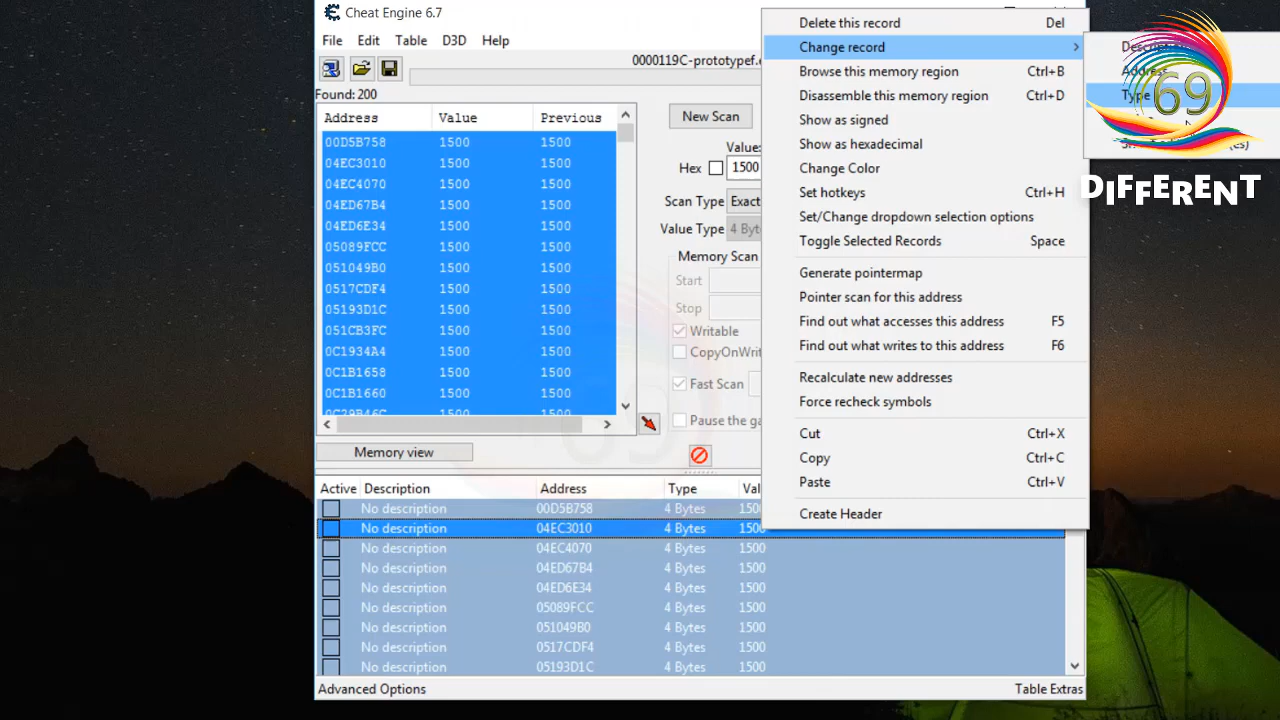 Cheat Engine 6.7
File Edit Table D3D Help
0000119C-prototypef.
Found: 200
Address Value Previous
00D5B758 1500 1500
04EC3010 1500 1500
04EC4070 1500 1500
04ED67B4 1500 1500
04ED6E34 1500 1500
05089FCC 1500 1500
051049B0 1500 1500
0517CDF4 1500 1500
05193D1C 1500 1500
051CB3FC 1500 1500
0C1934A4 1500 1500
0C1B1658 1500 1500
0C1B1660 1500 1500
0C29B46C 1500 1500
New Scan
Value:
Hex 1500
Scan Type Exact
Value Type 4 Byt
Memory Scan
Start
Stop
Writable
CopyOnWrit
Fast Scan
Pause the ga
Memory view
Active Description Address Type Val
No description 00D5B758 4 Bytes 1500
No description 04EC3010 4 Bytes 1500
No description 04EC4070 4 Bytes 1500
No description 04ED67B4 4 Bytes 1500
No description 04ED6E34 4 Bytes 1500
No description 05089FCC 4 Bytes 1500
No description 051049B0 4 Bytes 1500
No description 0517CDF4 4 Bytes 1500
No description 05193D1C 4 Bytes 1500
Advanced Options Table Extras
Delete this record Del
Change record
Browse this memory region Ctrl+B
Disassemble this memory region Ctrl+D
Show as signed
Show as hexadecimal
Change Color
Set hotkeys Ctrl+H
Set/Change dropdown selection options
Toggle Selected Records Space
Generate pointermap
Pointer scan for this address
Find out what accesses this address F5
Find out what writes to this address F6
Recalculate new addresses
Force recheck symbols
Cut Ctrl+X
Copy Ctrl+C
Paste Ctrl+V
Create Header
Type
69
DiFFERENT
69